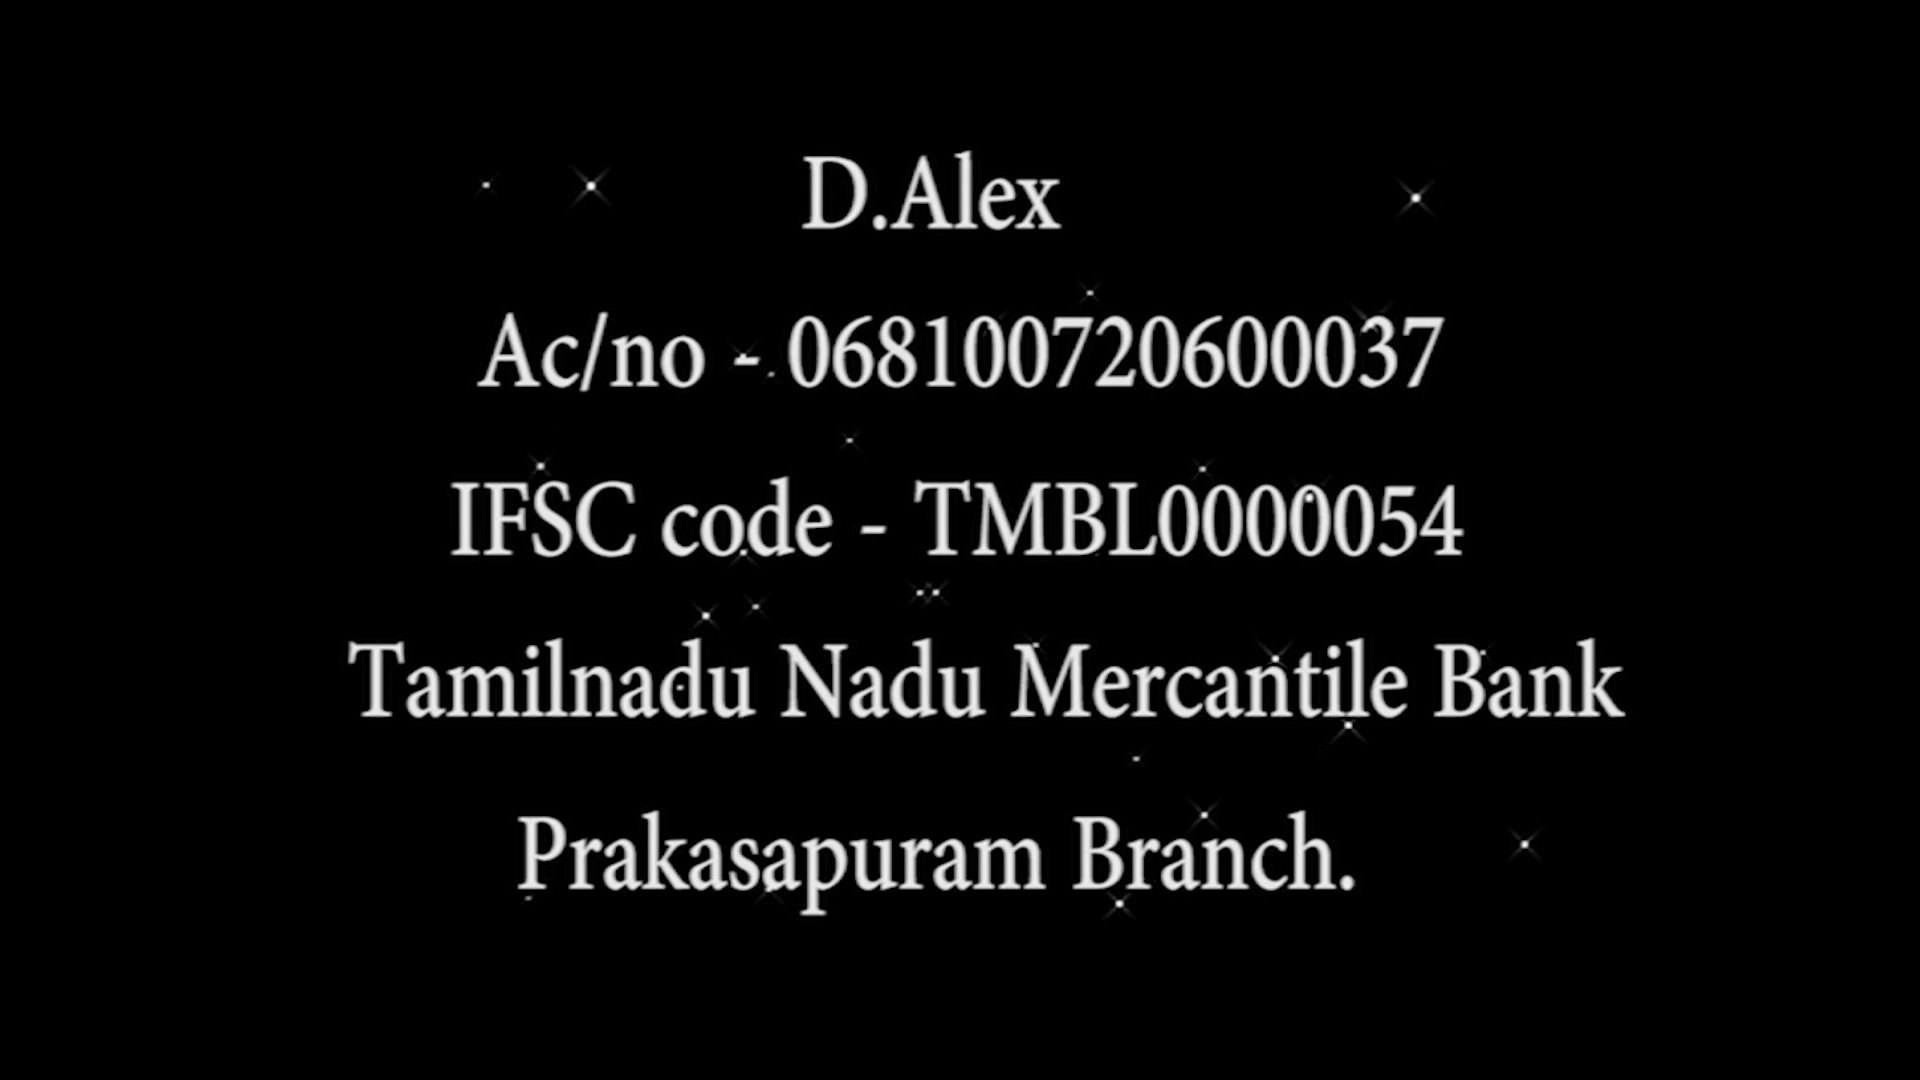 D.Alex
Ac/no - 068100720600037
IFSC code - TMBL0000054
Tamilnadu Nadu Mercantile Bank
Prakasapuram Branch.